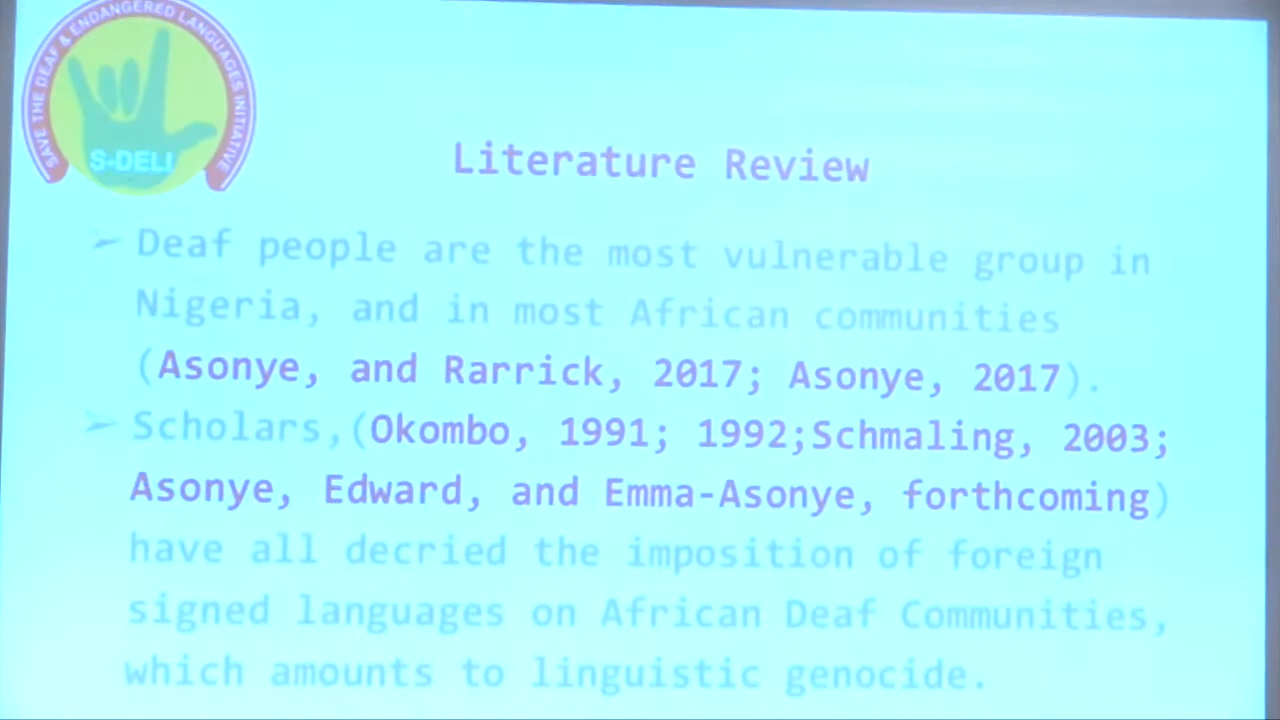 SAVE THE DEAF & ENDANGERED LANGUAGES INITIATIVE
S-DELI
Literature Review
➢ Deaf people are the most vulnerable group in
Nigeria, and in most African communities
(Asonye, and Rarrick, 2017; Asonye, 2017).
➢ Scholars,(Okombo, 1991; 1992;Schmaling, 2003;
Asonye, Edward, and Emma-Asonye, forthcoming)
have all decried the imposition of foreign
signed languages on African Deaf Communities,
which amounts to linguistic genocide.